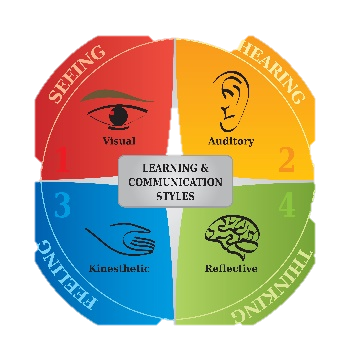 SEEING
HEARING
Visual
Auditory
1
2
LEARNING &
COMMUNICATION
STYLES
3
4
Kinesthetic
Reflective
FEELING
THINKING